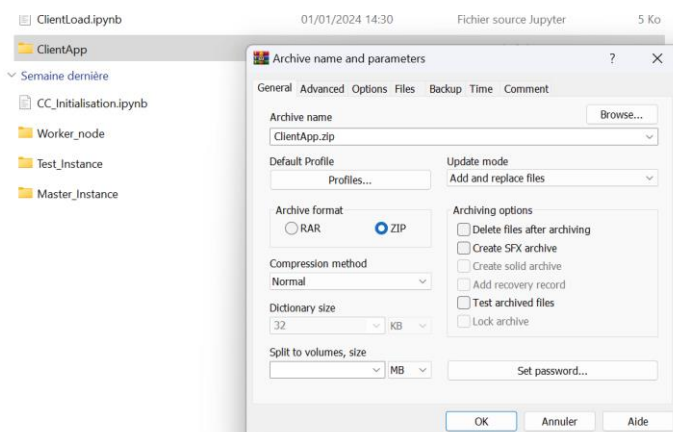 ClientLoad.ipynb 01/01/2024 14:30 Fichier source Jupyter 5 Ko
ClientApp
Semaine dernière
CC_Initialisation.ipynb
Worker_node
Test_Instance
Master_Instance
Archive name and parameters ? X
General Advanced Options Files Backup Time Comment
Archive name
Browse...
ClientApp.zip
Default Profile Update mode
Profiles... Add and replace files
Archive format Archiving options
RAR ZIP Delete files after archiving
Create SFX archive
Compression method Create solid archive
Normal Add recovery record
Dictionary size Test archived files
32 KB Lock archive
Split to volumes, size
MB Set password...
OK Annuler Aide